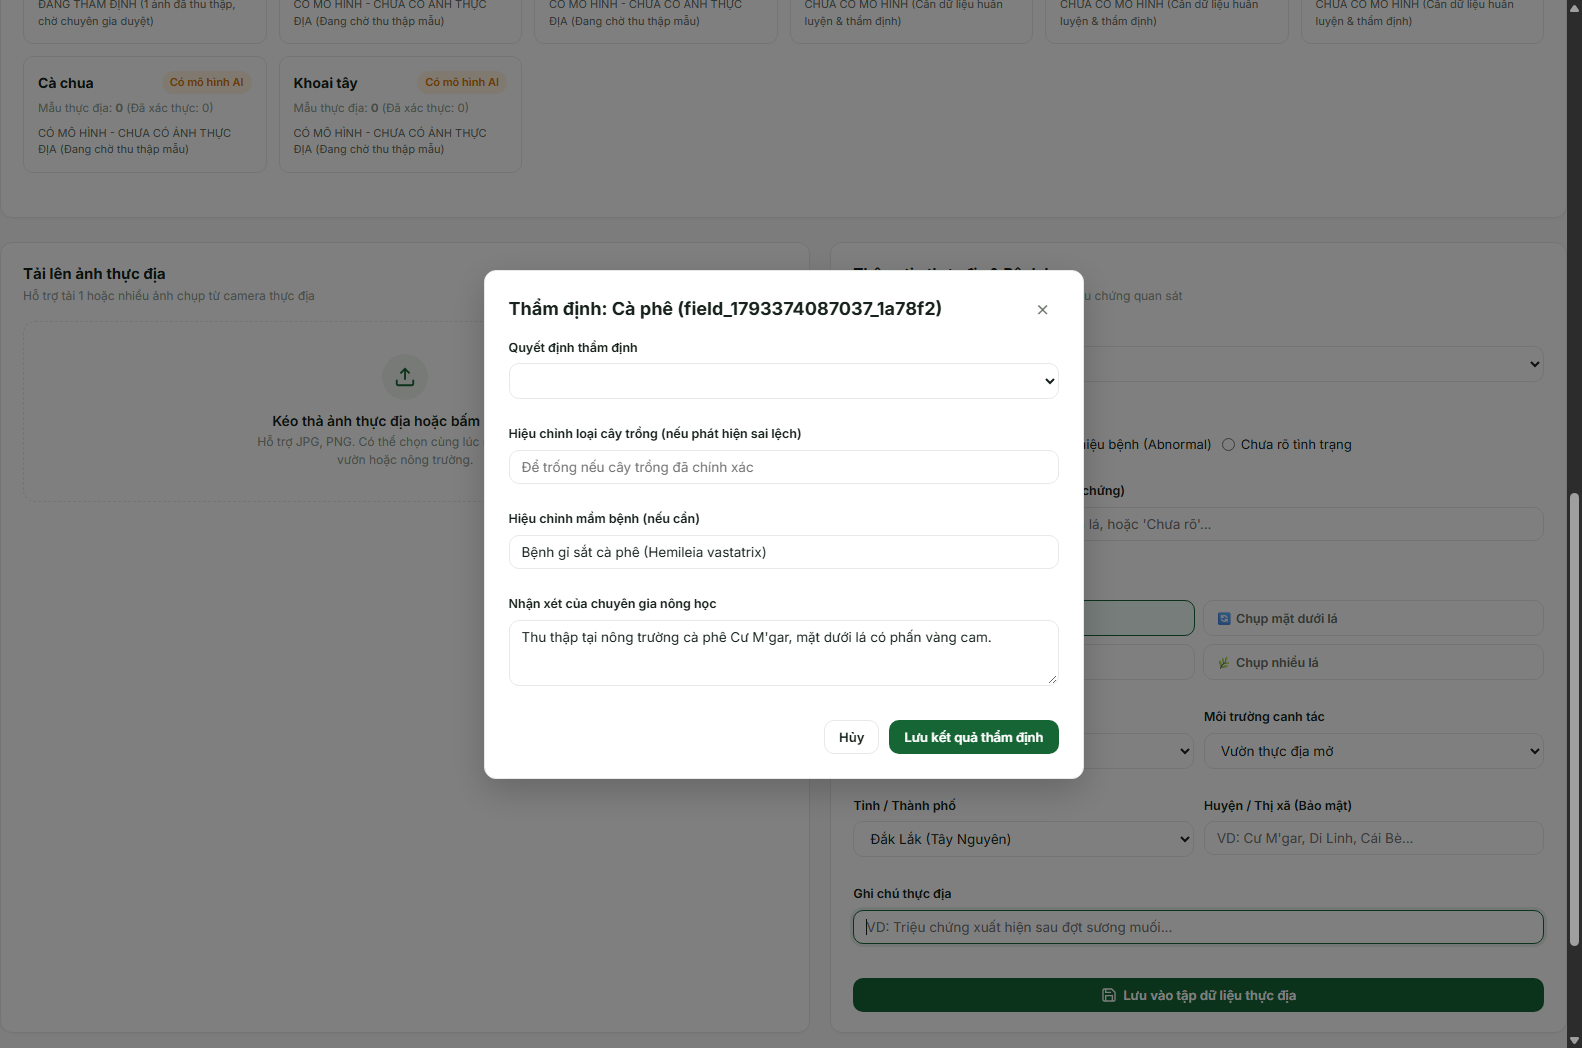 ĐANG THẨM ĐỊNH (1 ảnh đã thu thập,
chờ chuyên gia duyệt)
CÓ MÔ HÌNH - CHƯA CÓ ẢNH THỰC
ĐỊA (Đang chờ thu thập mẫu)
CÓ MÔ HÌNH - CHƯA CÓ ẢNH THỰC
ĐỊA (Đang chờ thu thập mẫu)
CHƯA CÓ MÔ HÌNH (Cần dữ liệu huấn
luyện & thẩm định)
CHƯA CÓ MÔ HÌNH (Cần dữ liệu huấn
luyện & thẩm định)
CHƯA CÓ MÔ HÌNH (Cần dữ liệu huấn
luyện & thẩm định)
Cà chua
Có mô hình AI
Mẫu thực địa: 0 (Đã xác thực: 0)
CÓ MÔ HÌNH - CHƯA CÓ ẢNH THỰC
ĐỊA (Đang chờ thu thập mẫu)
Khoai tây
Có mô hình AI
Mẫu thực địa: 0 (Đã xác thực: 0)
CÓ MÔ HÌNH - CHƯA CÓ ẢNH THỰC
ĐỊA (Đang chờ thu thập mẫu)
Tải lên ảnh thực địa
Hỗ trợ tải 1 hoặc nhiều ảnh chụp từ camera thực địa
Kéo thả ảnh thực địa hoặc bấm
Hỗ trợ JPG, PNG. Có thể chọn cùng lúc
vườn hoặc nông trường.
Thẩm định: Cà phê (field_1793374087037_1a78f2)
×
Quyết định thẩm định
Hiệu chỉnh loại cây trồng (nếu phát hiện sai lệch)
Để trống nếu cây trồng đã chính xác
Hiệu chỉnh mầm bệnh (nếu cần)
Bệnh gỉ sắt cà phê (Hemileia vastatrix)
Nhận xét của chuyên gia nông học
Thu thập tại nông trường cà phê Cư M'gar, mặt dưới lá có phấn vàng cam.
Hủy
Lưu kết quả thẩm định
chứng quan sát
bệnh (Abnormal)
Chưa rõ tình trạng
chứng)
lá, hoặc 'Chưa rõ'...
Chụp mặt dưới lá
Chụp nhiều lá
Môi trường canh tác
Vườn thực địa mở
Tỉnh / Thành phố
Huyện / Thị xã (Bảo mật)
Đắk Lắk (Tây Nguyên)
VD: Cư M'gar, Di Linh, Cái Bè...
Ghi chú thực địa
VD: Triệu chứng xuất hiện sau đợt sương muối...
Lưu vào tập dữ liệu thực địa